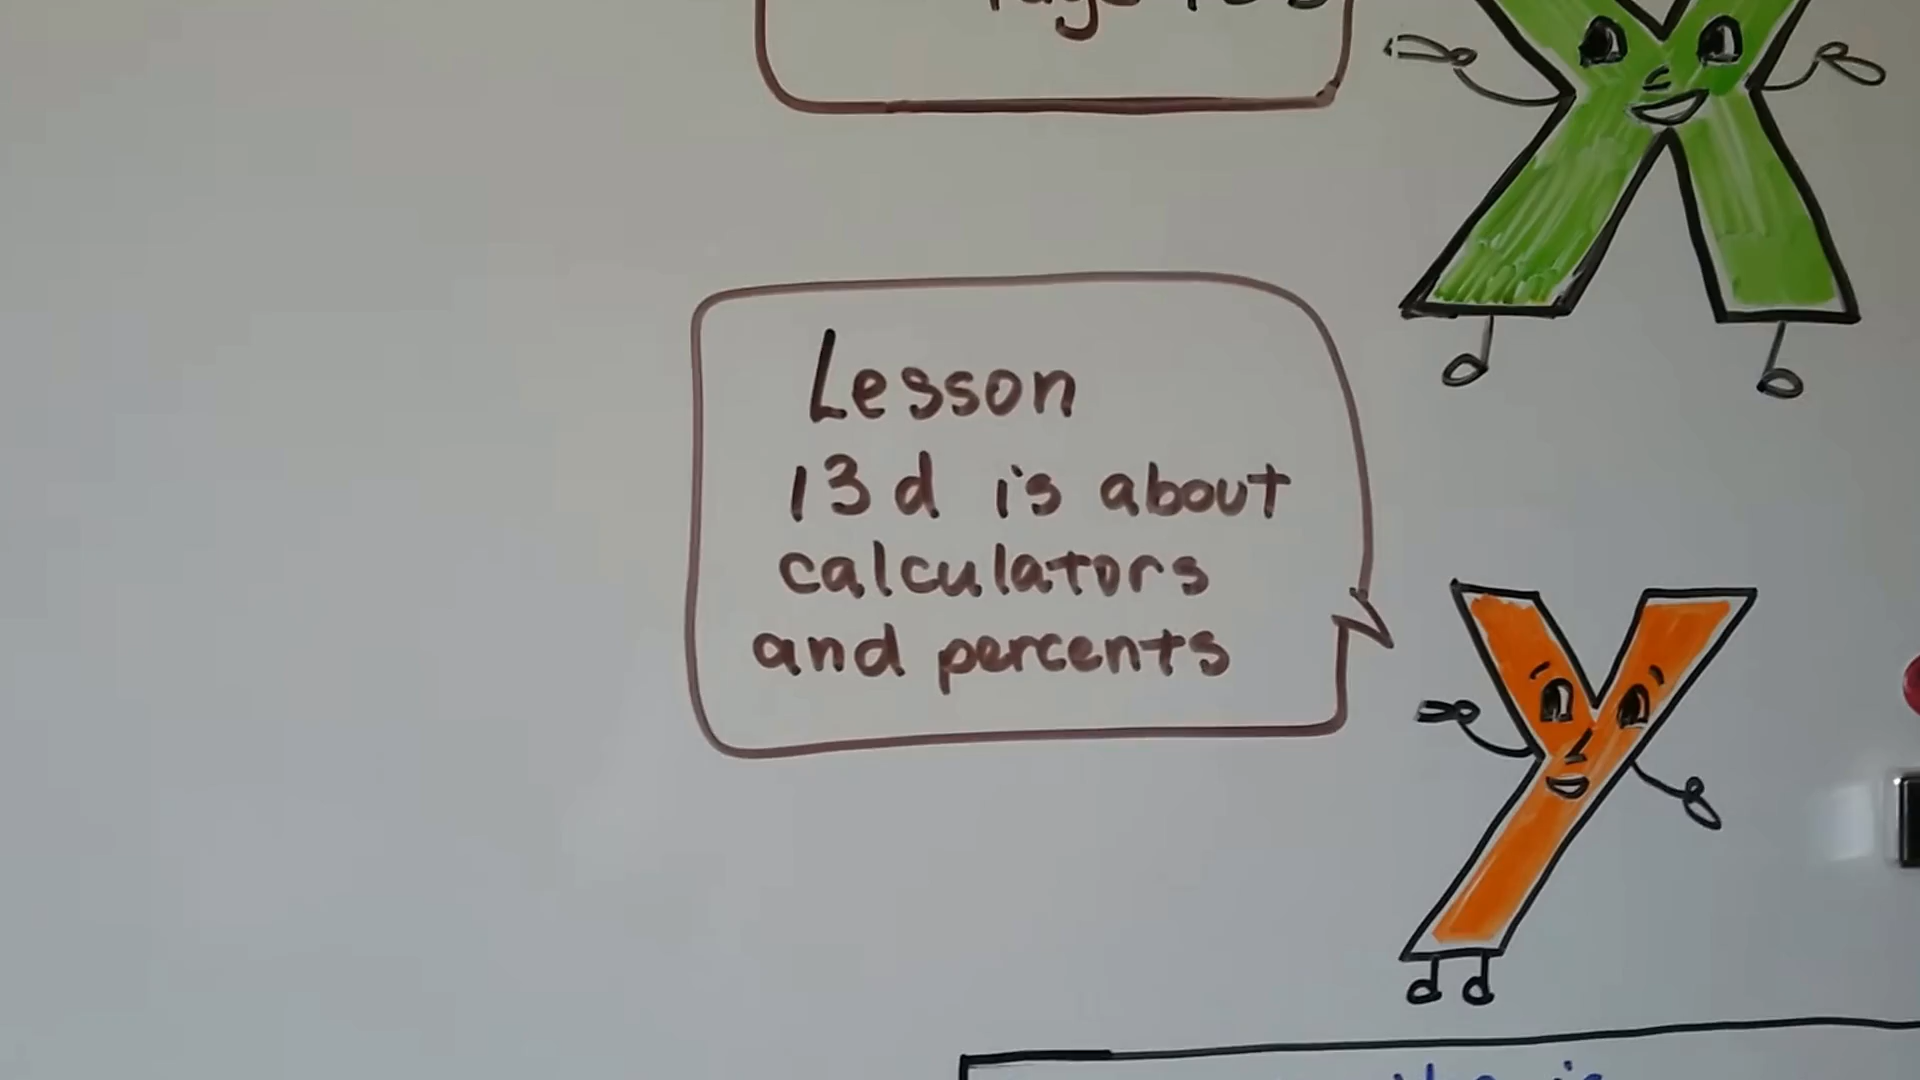 Lesson
13d is about
calculators
and percents